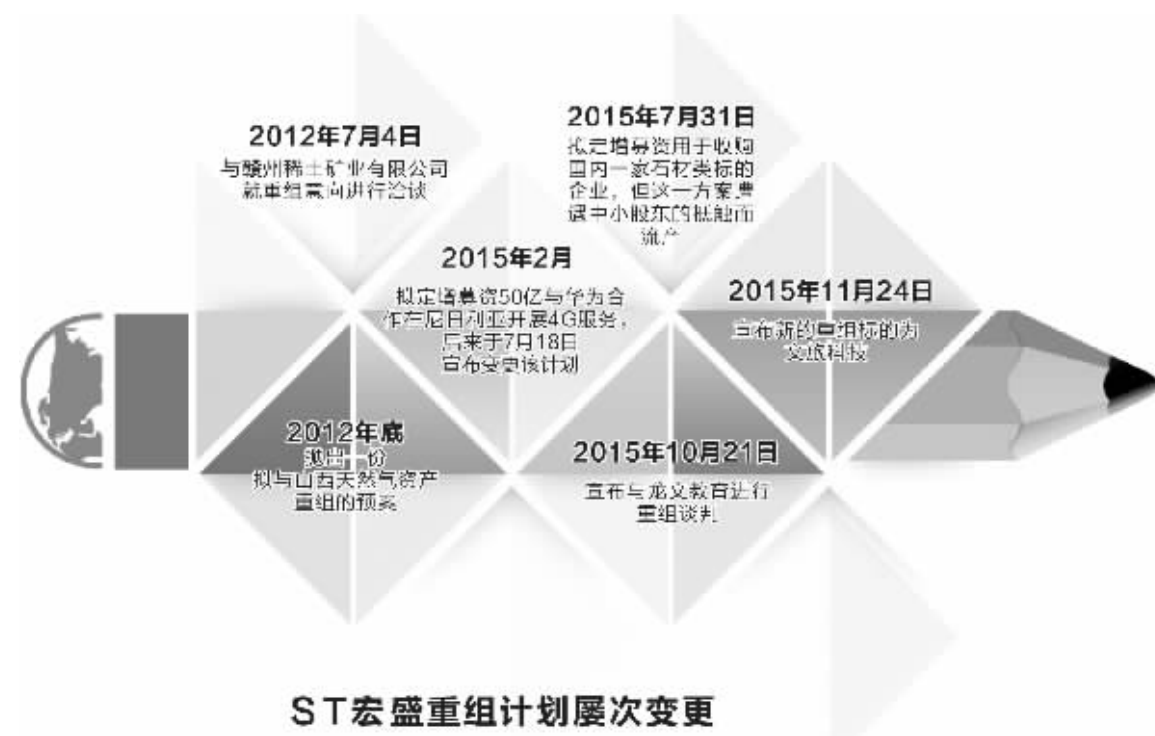 2012年7月4日
与赣州稀土矿业有限公司
就重组意向进行洽谈
2012年底
抛出一份
拟与山西天然气资产
重组的预案
2015年2月
拟定增募资50亿与华为合
作在尼日利亚开展4G服务，
后来于7月18日
宣布变更该计划
2015年7月31日
拟定增募资用于收购
国内一家石材类标的
企业，但这一方案遭
遇中小股东的抵触而
流产
2015年10月21日
宣布与龙文教育进行
重组谈判
2015年11月24日
宣布新的重组标的为
文旅科技
ST宏盛重组计划屡次变更